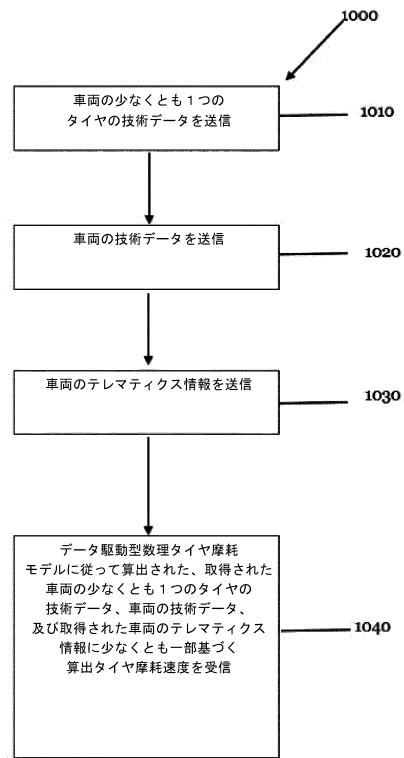 1000
車両の少なくとも１つの
タイヤの技術データを送信
1010
車両の技術データを送信
1020
車両のテレマティクス情報を送信
1030
データ駆動型数理タイヤ摩耗
モデルに従って算出された、取得された
車両の少なくとも１つのタイヤの
技術データ、車両の技術データ、
及び取得された車両のテレマティクス
情報に少なくとも一部基づく
算出タイヤ摩耗速度を受信
1040